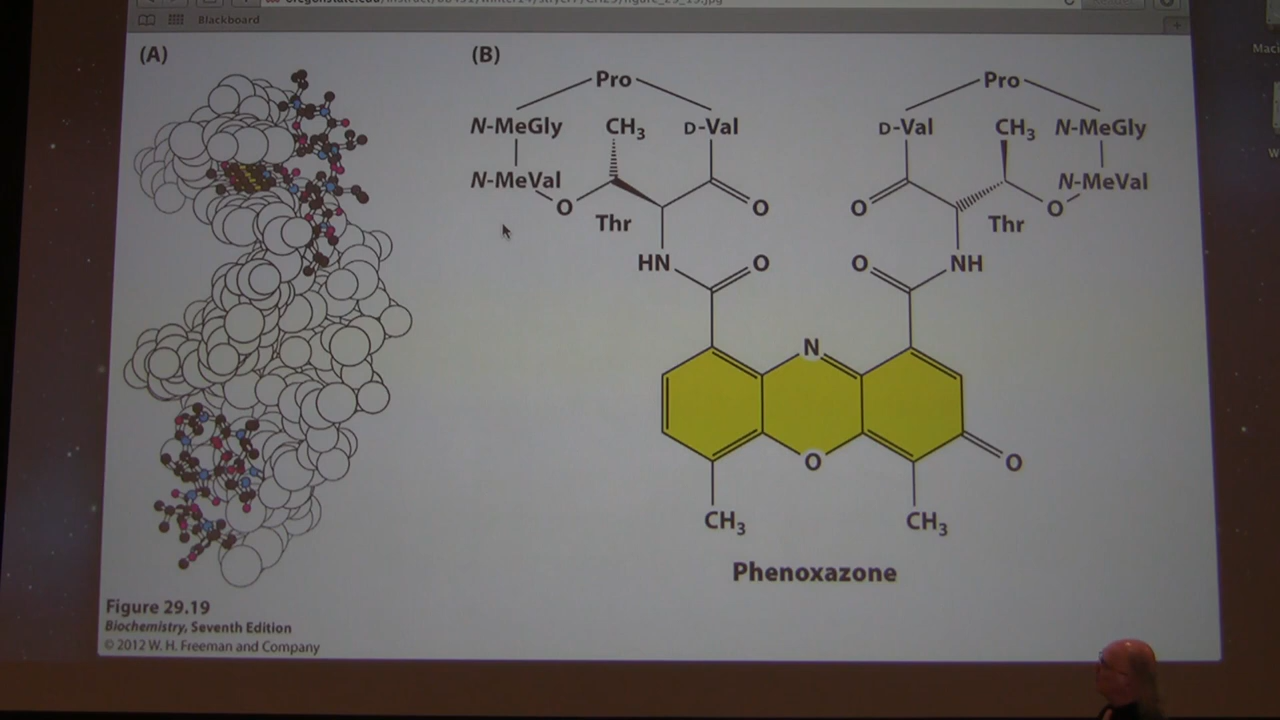 Blackboard
(A)
(B)
Pro
Pro
N-MeGly
CH3
D-Val
D-Val
CH3
N-MeGly
N-MeVal
N-MeVal
O
O
O
O
Thr
Thr
HN
O
O
NH
N
O
O
CH3
CH3
Phenoxazone
Figure 29.19
Biochemistry, Seventh Edition
© 2012 W. H. Freeman and Company